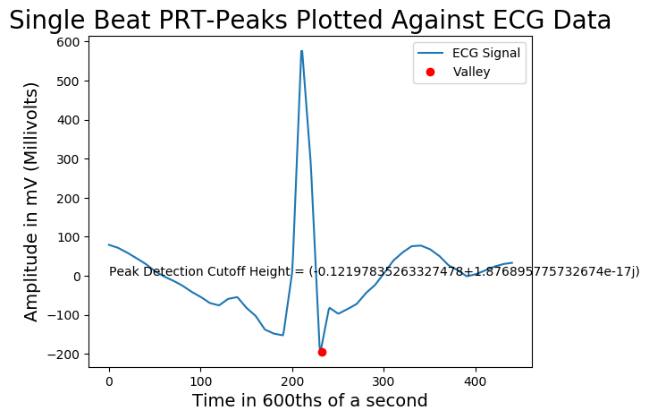 Single Beat PRT-Peaks Plotted Against ECG Data
600
500
400
300
200
100
0
−100
−200
Amplitude in mV (Millivolts)
ECG Signal
Valley
Peak Detection Cutoff Height = (-0.12197835263327478+1.876895775732674e-17j)
0 100 200 300 400
Time in 600ths of a second